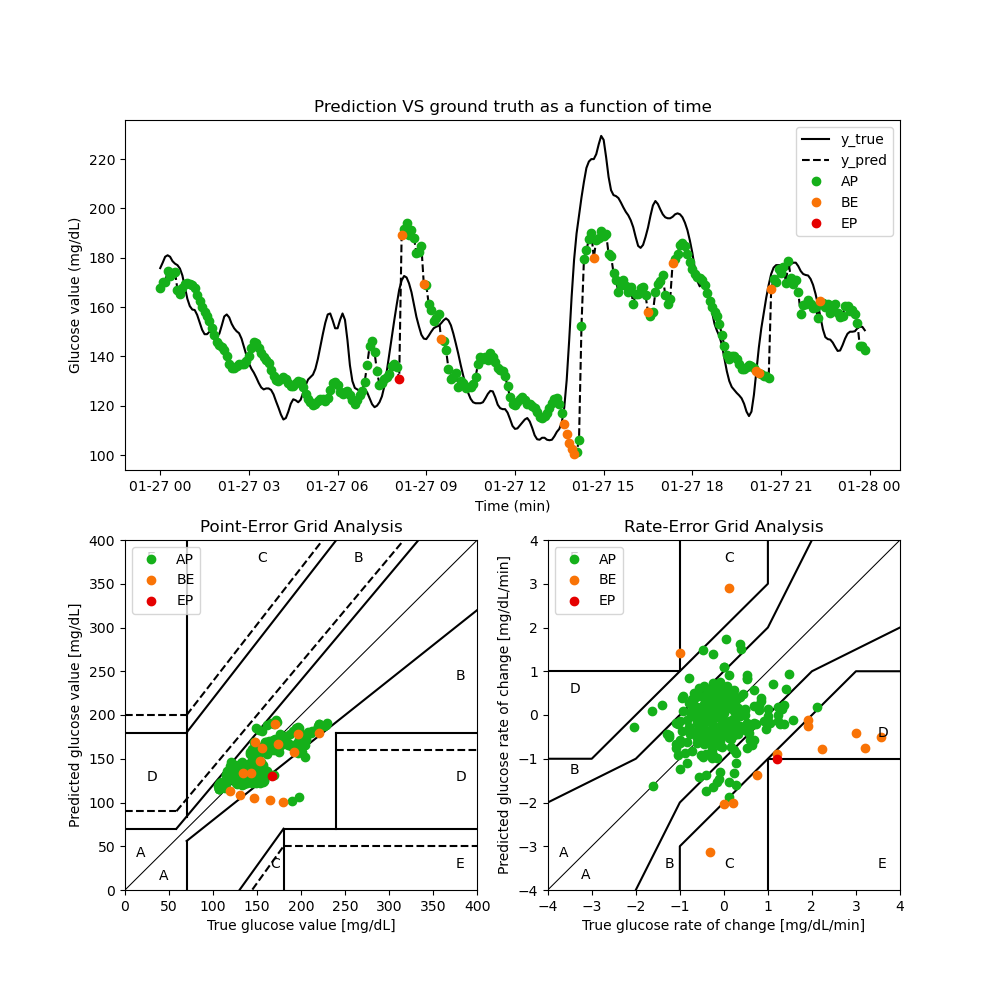 Prediction VS ground truth as a function of time
Glucose value (mg/dL)
220
200
180
160
140
120
100
y_true
y_pred
AP
BE
EP
01-27 00 01-27 03 01-27 06 01-27 09 01-27 12 01-27 15 01-27 18 01-27 21 01-28 00
Time (min)
Point-Error Grid Analysis
Predicted glucose value [mg/dL]
400
350
300
250
200
150
100
50
0
AP
BE
EP
C B
B
D D
A
A
C E
0 50 100 150 200 250 300 350 400
True glucose value [mg/dL]
Rate-Error Grid Analysis
Predicted glucose rate of change [mg/dL/min]
4
3
2
1
0
−1
−2
−3
−4
AP
BE
EP
C
D
D
B
A
A
B C E
−4 −3 −2 −1 0 1 2 3 4
True glucose rate of change [mg/dL/min]